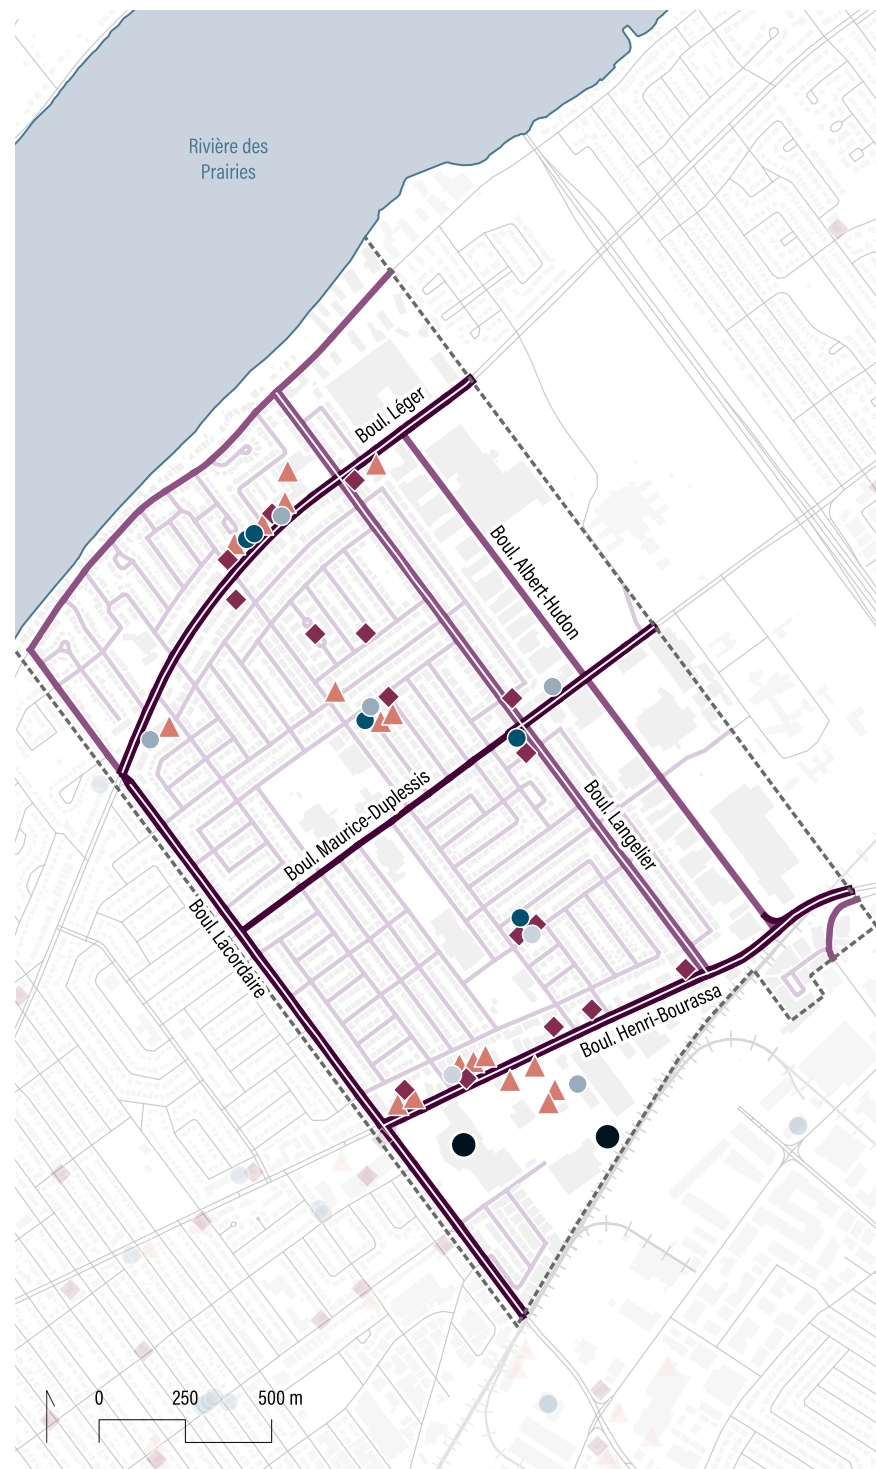 Rivière des
Prairies
Boul. Léger
Boul. Albert-Hudon
Boul. Maurice-Duplessis
Boul. Langelier
Boul. Lacordaire
Boul. Henri-Bourassa
0 250 500 m